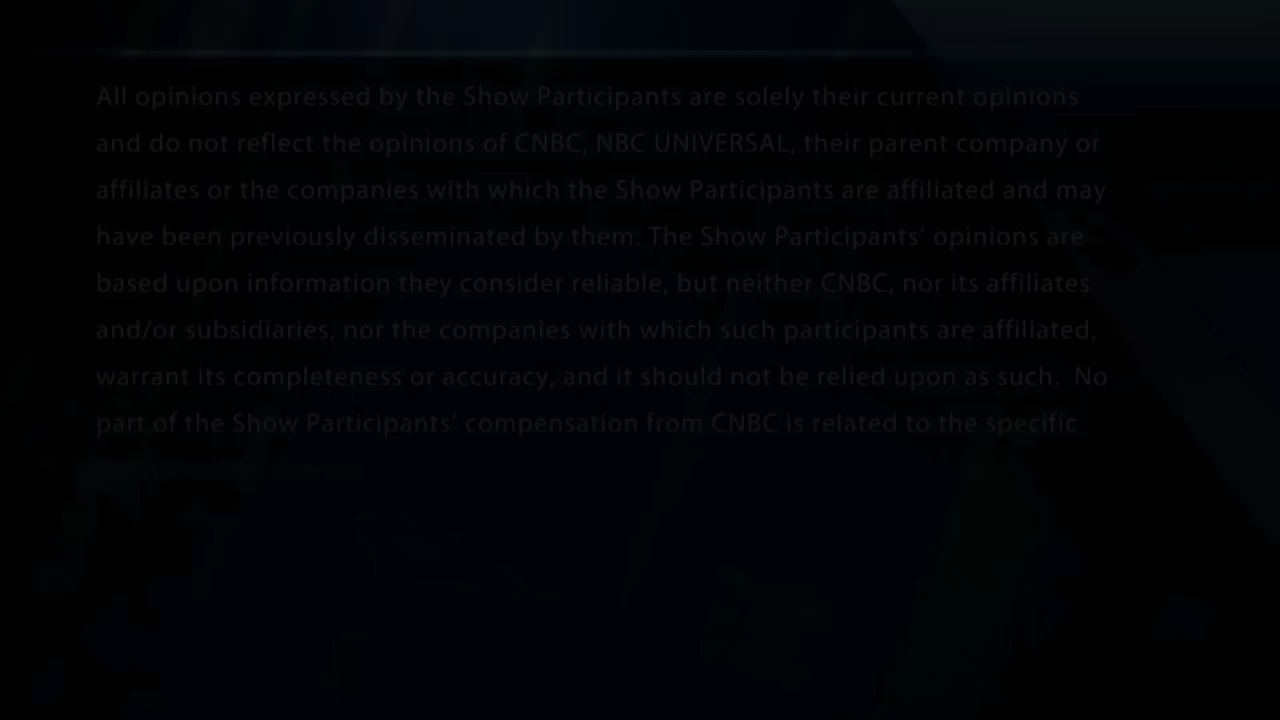 All opinions expressed by the Show Participants are solely their current opinions
and do not reflect the opinions of CNBC, NBC UNIVERSAL, their parent company or
affiliates or the companies with which the Show Participants are affiliated and may
have been previously disseminated by them. The Show Participants’ opinions are
based upon information they consider reliable, but neither CNBC, nor its affiliates
and/or subsidiaries, nor the companies with which such participants are affiliated,
warrant its completeness or accuracy, and it should not be relied upon as such.  No
part of the Show Participants’ compensation from CNBC is related to the specific